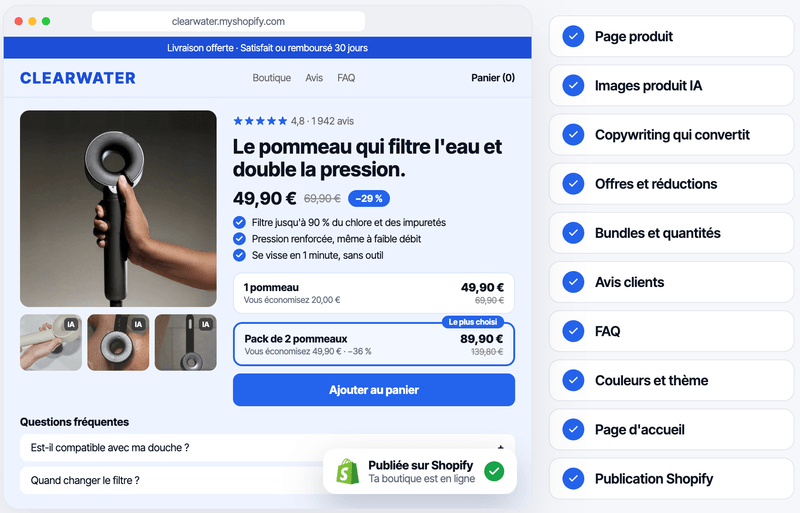 clearwater.myshopify.com
Livraison offerte · Satisfait ou remboursé 30 jours
CLEARWATER
Boutique
Avis
FAQ
Panier (0)
4,8 · 1 942 avis
Le pommeau qui filtre l'eau et
double la pression.
49,90 € 69,90 € −29 %
Filtre jusqu'à 90 % du chlore et des impuretés
Pression renforcée, même à faible débit
Se visse en 1 minute, sans outil
1 pommeau
49,90 €
Vous économisez 20,00 €
69,90 €
Le plus choisi
Pack de 2 pommeaux
89,90 €
Vous économisez 49,90 € · −36 %
139,80 €
Ajouter au panier
IA
IA
IA
Questions fréquentes
Est-il compatible avec ma douche ?
+
Quand changer le filtre ?
Publiée sur Shopify
Ta boutique est en ligne
Page produit
Images produit IA
Copywriting qui convertit
Offres et réductions
Bundles et quantités
Avis clients
FAQ
Couleurs et thème
Page d'accueil
Publication Shopify